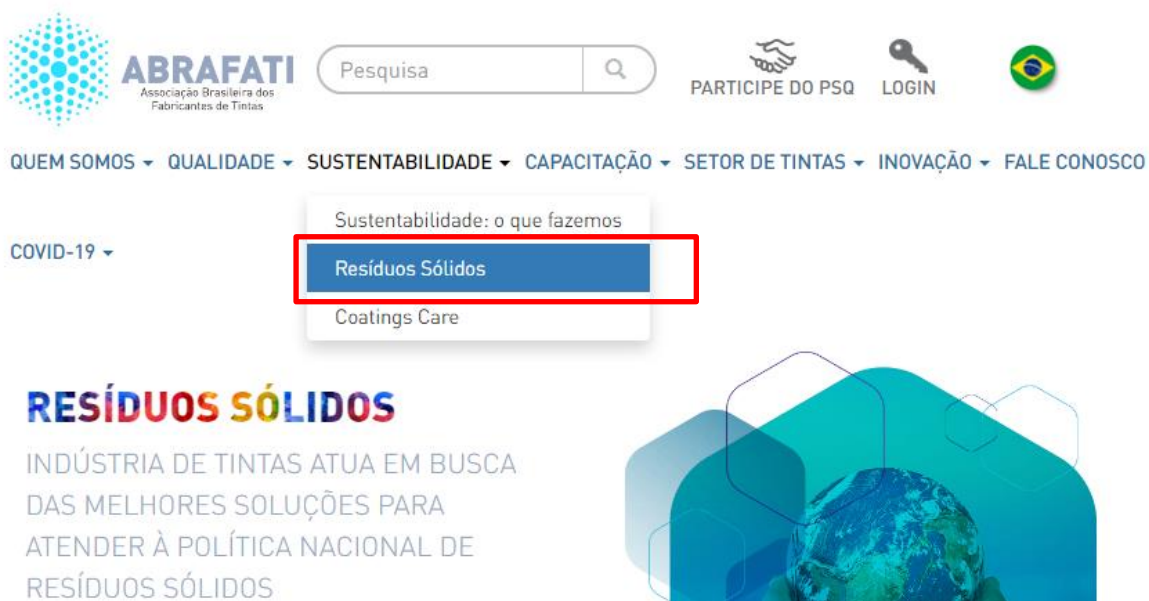 ABRAFATI
Associação Brasileira dos
Fabricantes de Tintas
Pesquisa
PARTICIPE DO PSQ
LOGIN
QUEM SOMOS QUALIDADE SUSTENTABILIDADE CAPACITAÇÃO SETOR DE TINTAS INOVAÇÃO FALE CONOSCO
Sustentabilidade: o que fazemos
COVID-19
Resíduos Sólidos
Coatings Care
RESÍDUOS SÓLIDOS
INDÚSTRIA DE TINTAS ATUA EM BUSCA
DAS MELHORES SOLUÇÕES PARA
ATENDER À POLÍTICA NACIONAL DE
RESÍDUOS SÓLIDOS